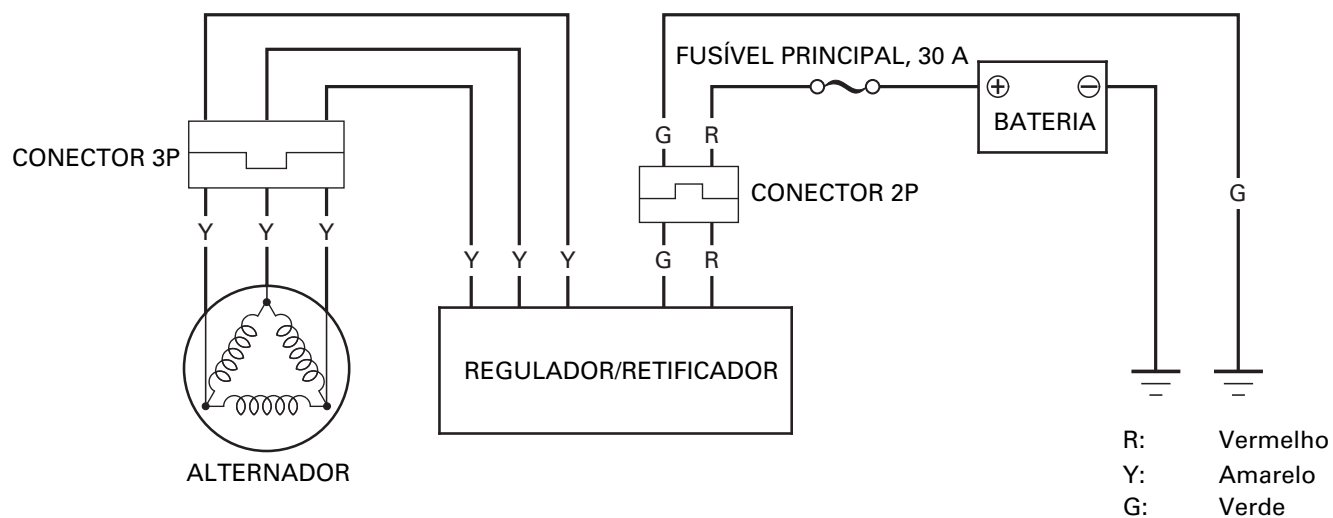 FUSÍVEL PRINCIPAL, 30 A
+ −
BATERIA
G R
CONECTOR 3P
CONECTOR 2P
G
Y Y Y
Y Y Y G R
REGULADOR/RETIFICADOR
ALTERNADOR
R: Vermelho
Y: Amarelo
G: Verde